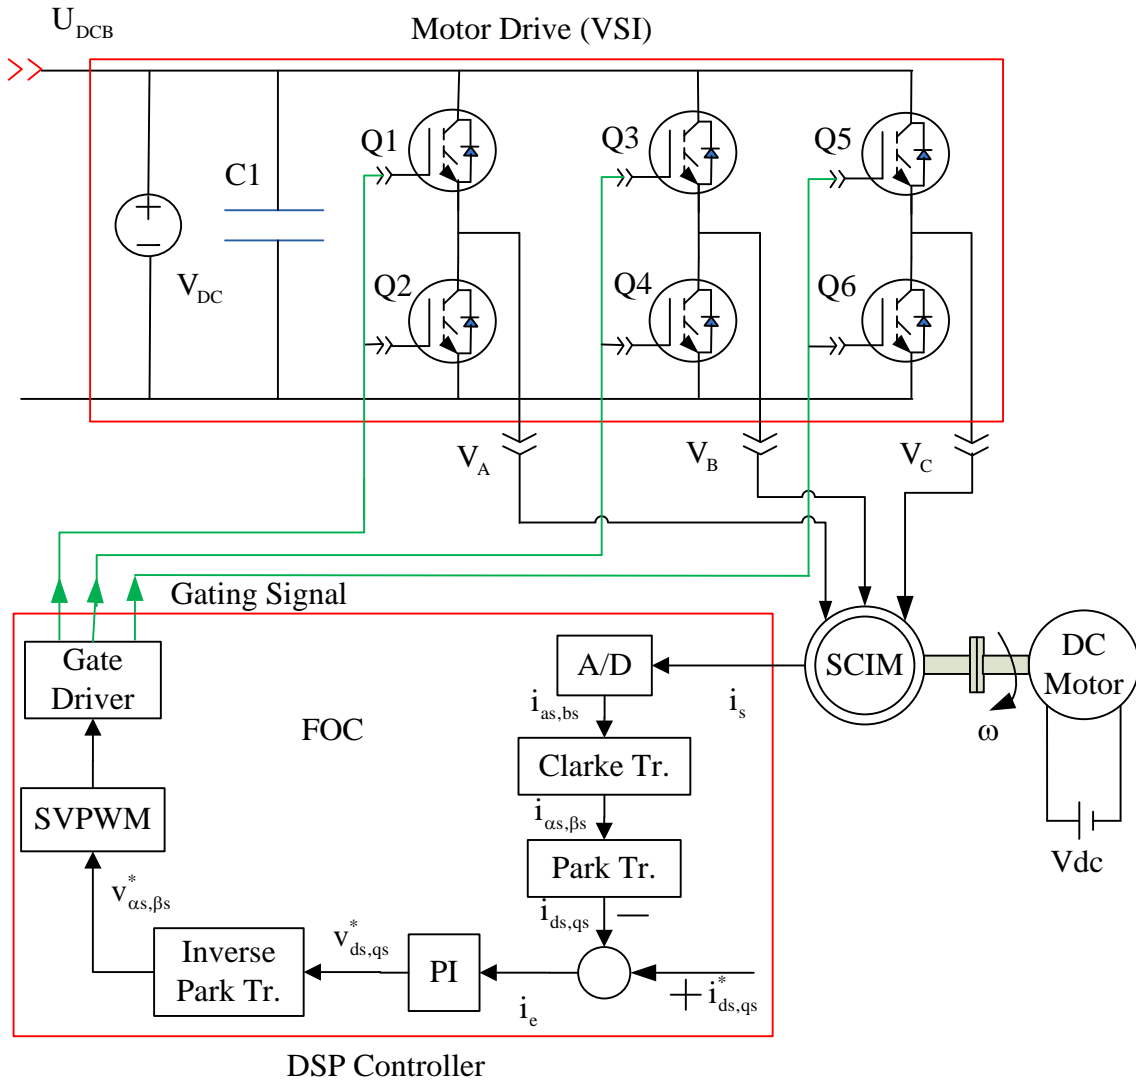 U_DCB
Motor Drive (VSI)
Q1
Q3
Q5
C1
V_DC
Q2
Q4
Q6
V_A
V_B
V_C
Gating Signal
Gate
Driver
A/D
SCIM
DC
Motor
i_as,bs
i_s
ω
FOC
Clarke Tr.
SVPWM
i_αs,βs
Vdc
Park Tr.
v*_αs,βs
i_ds,qs
v*_ds,qs
Inverse
Park Tr.
PI
i_e
i*_ds,qs
DSP Controller